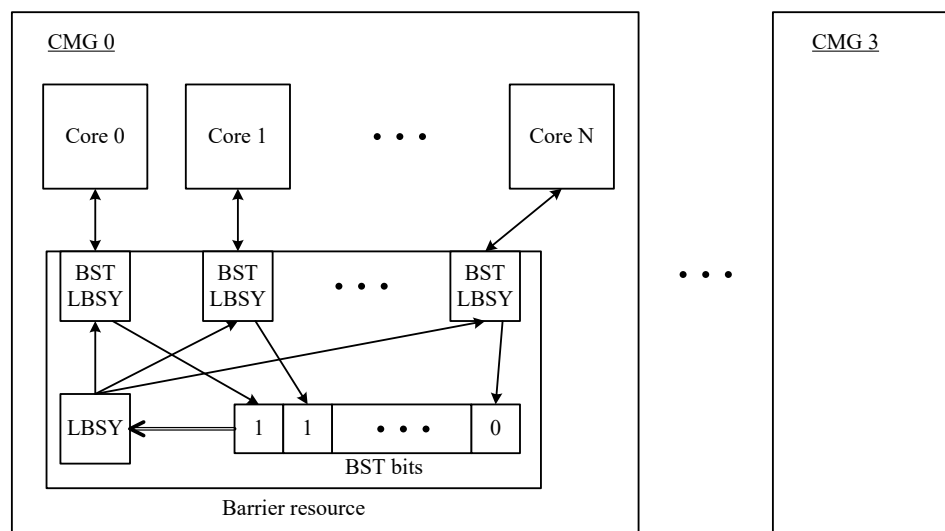 CMG 0
CMG 3
Core 0
Core 1
• • •
Core N
BST
LBSY
BST
LBSY
• • •
BST
LBSY
• • •
LBSY
1
1
• • •
0
BST bits
Barrier resource